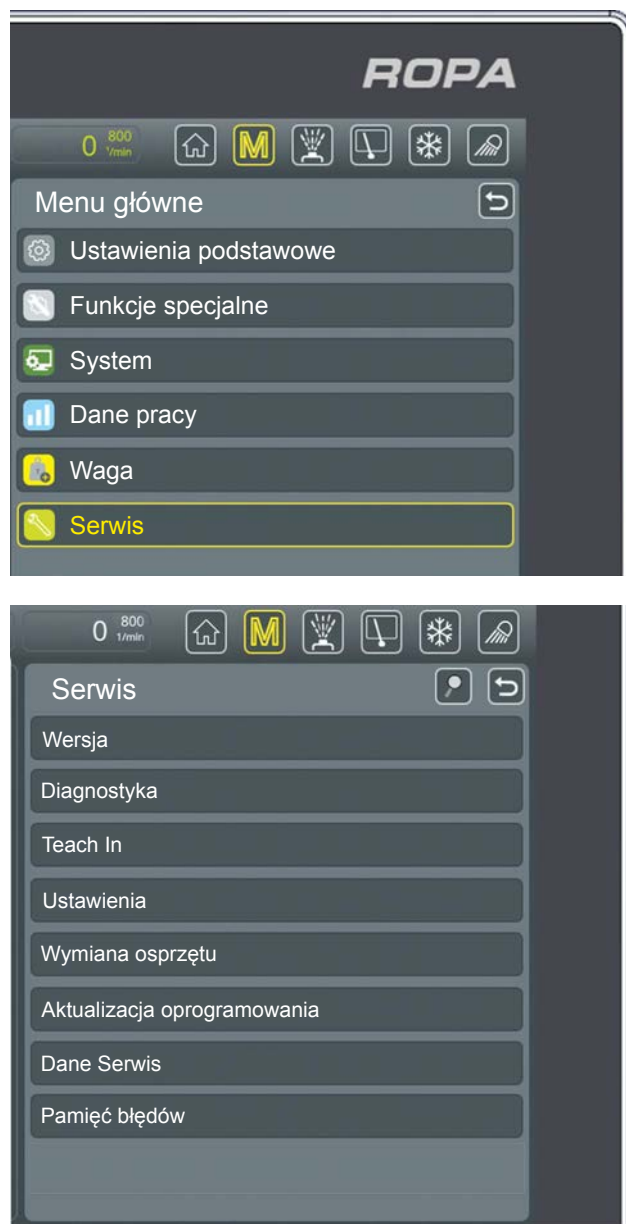 ROPA
0 800 1/min M
Menu główne
Ustawienia podstawowe
Funkcje specjalne
System
Dane pracy
Waga
Serwis
0 800 1/min M
Serwis
Wersja
Diagnostyka
Teach In
Ustawienia
Wymiana osprzętu
Aktualizacja oprogramowania
Dane Serwis
Pamięć błędów